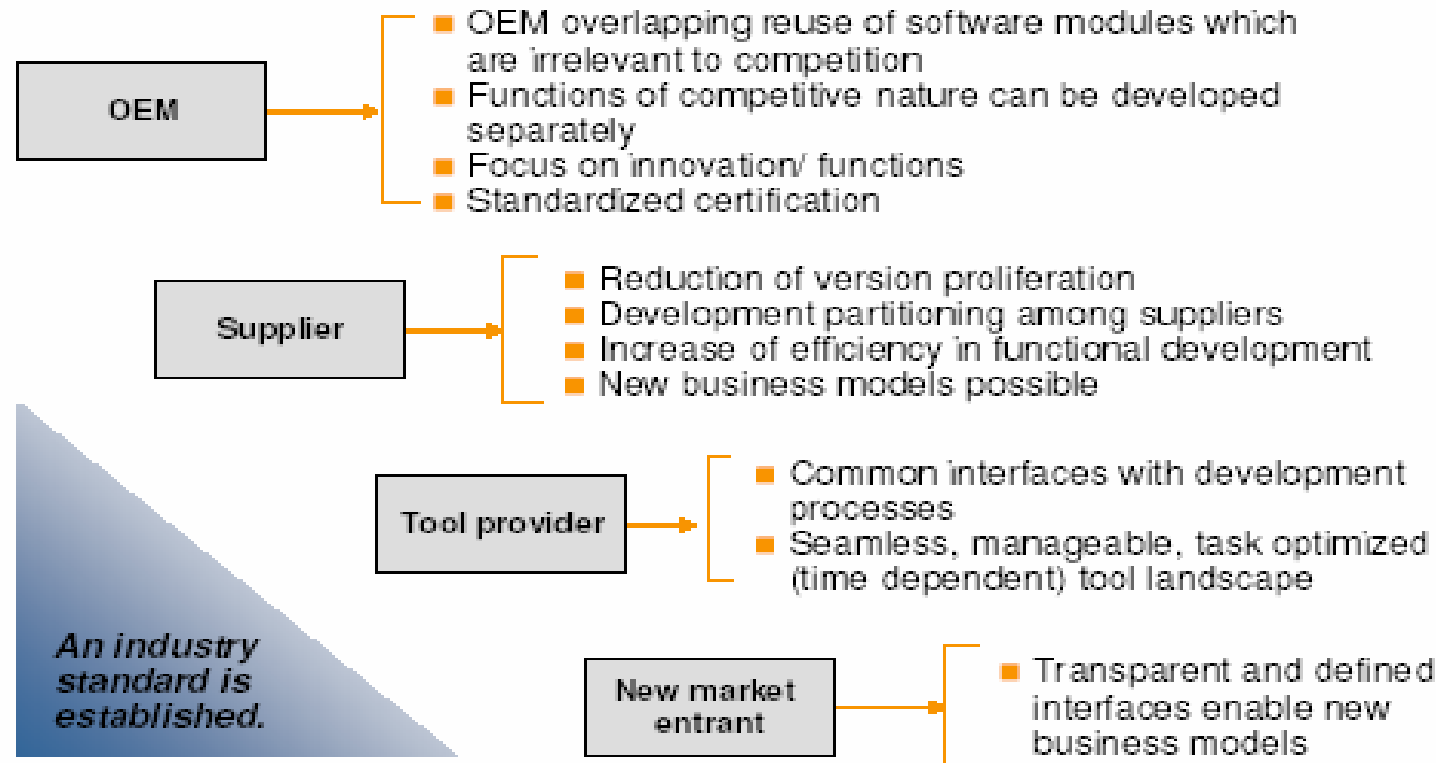 OEM
OEM overlapping reuse of software modules which
are irrelevant to competition
Functions of competitive nature can be developed
separately
Focus on innovation/ functions
Standardized certification
Supplier
Reduction of version proliferation
Development partitioning among suppliers
Increase of efficiency in functional development
New business models possible
Tool provider
Common interfaces with development
processes
Seamless, manageable, task optimized
(time dependent) tool landscape
An industry
standard is
established.
New market
entrant
Transparent and defined
interfaces enable new
business models